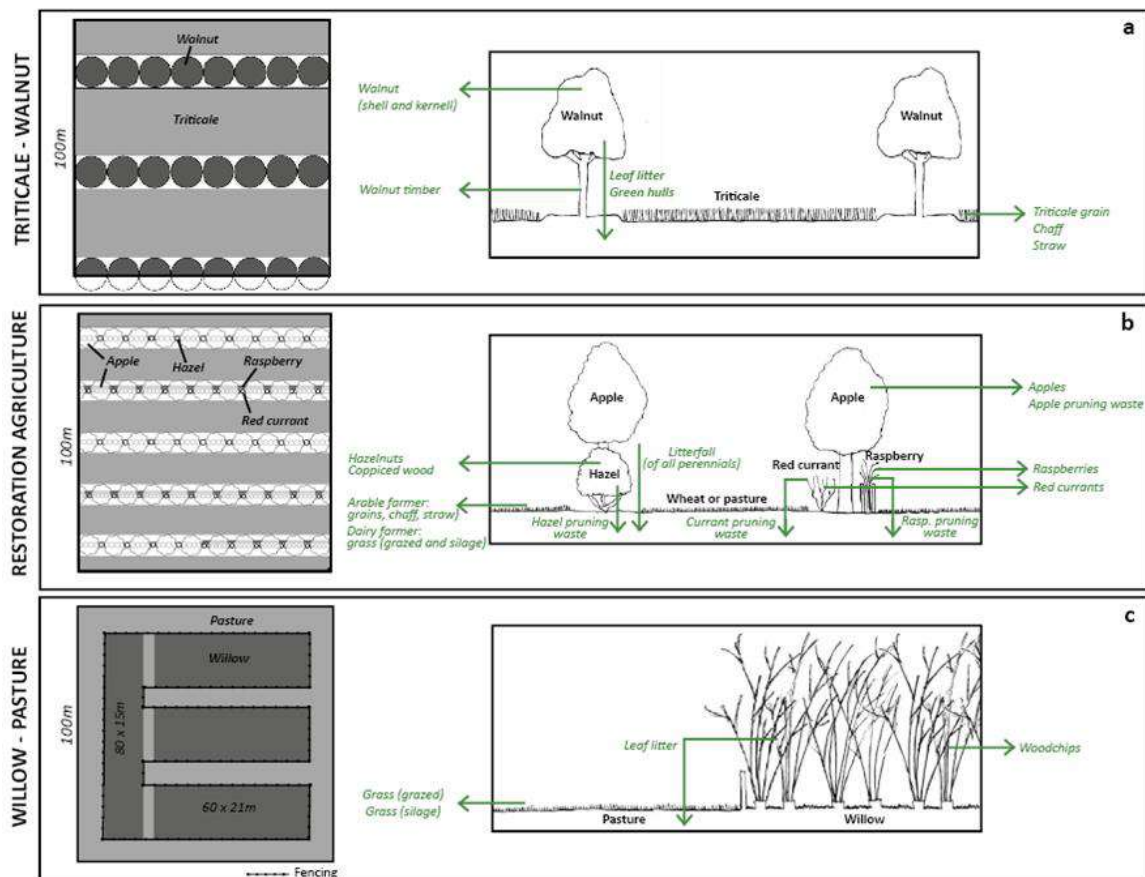 TRITICALE - WALNUT
a
100m
Walnut
Triticale
Walnut
(shell and kernell)
Walnut timber
Walnut
Leaf litter
Green hulls
Triticale
Walnut
Triticale grain
Chaff
Straw
RESTORATION AGRICULTURE
b
100m
Apple
Hazel
Raspberry
Red currant
Hazelnuts
Coppiced wood
Arable farmer:
grains, chaff, straw)
Dairy farmer:
grass (grazed and silage)
Apple
Hazel
Litterfall
(of all perennials)
Hazel pruning
waste
Wheat or pasture
Apple
Red currant
Raspberry
Currant pruning
waste
Rasp. pruning
waste
Apples
Apple pruning waste
Raspberries
Red currants
WILLOW - PASTURE
c
100m
Pasture
Willow
80 x 15m
60 x 21m
Fencing
Leaf litter
Woodchips
Grass (grazed)
Grass (silage)
Pasture
Willow